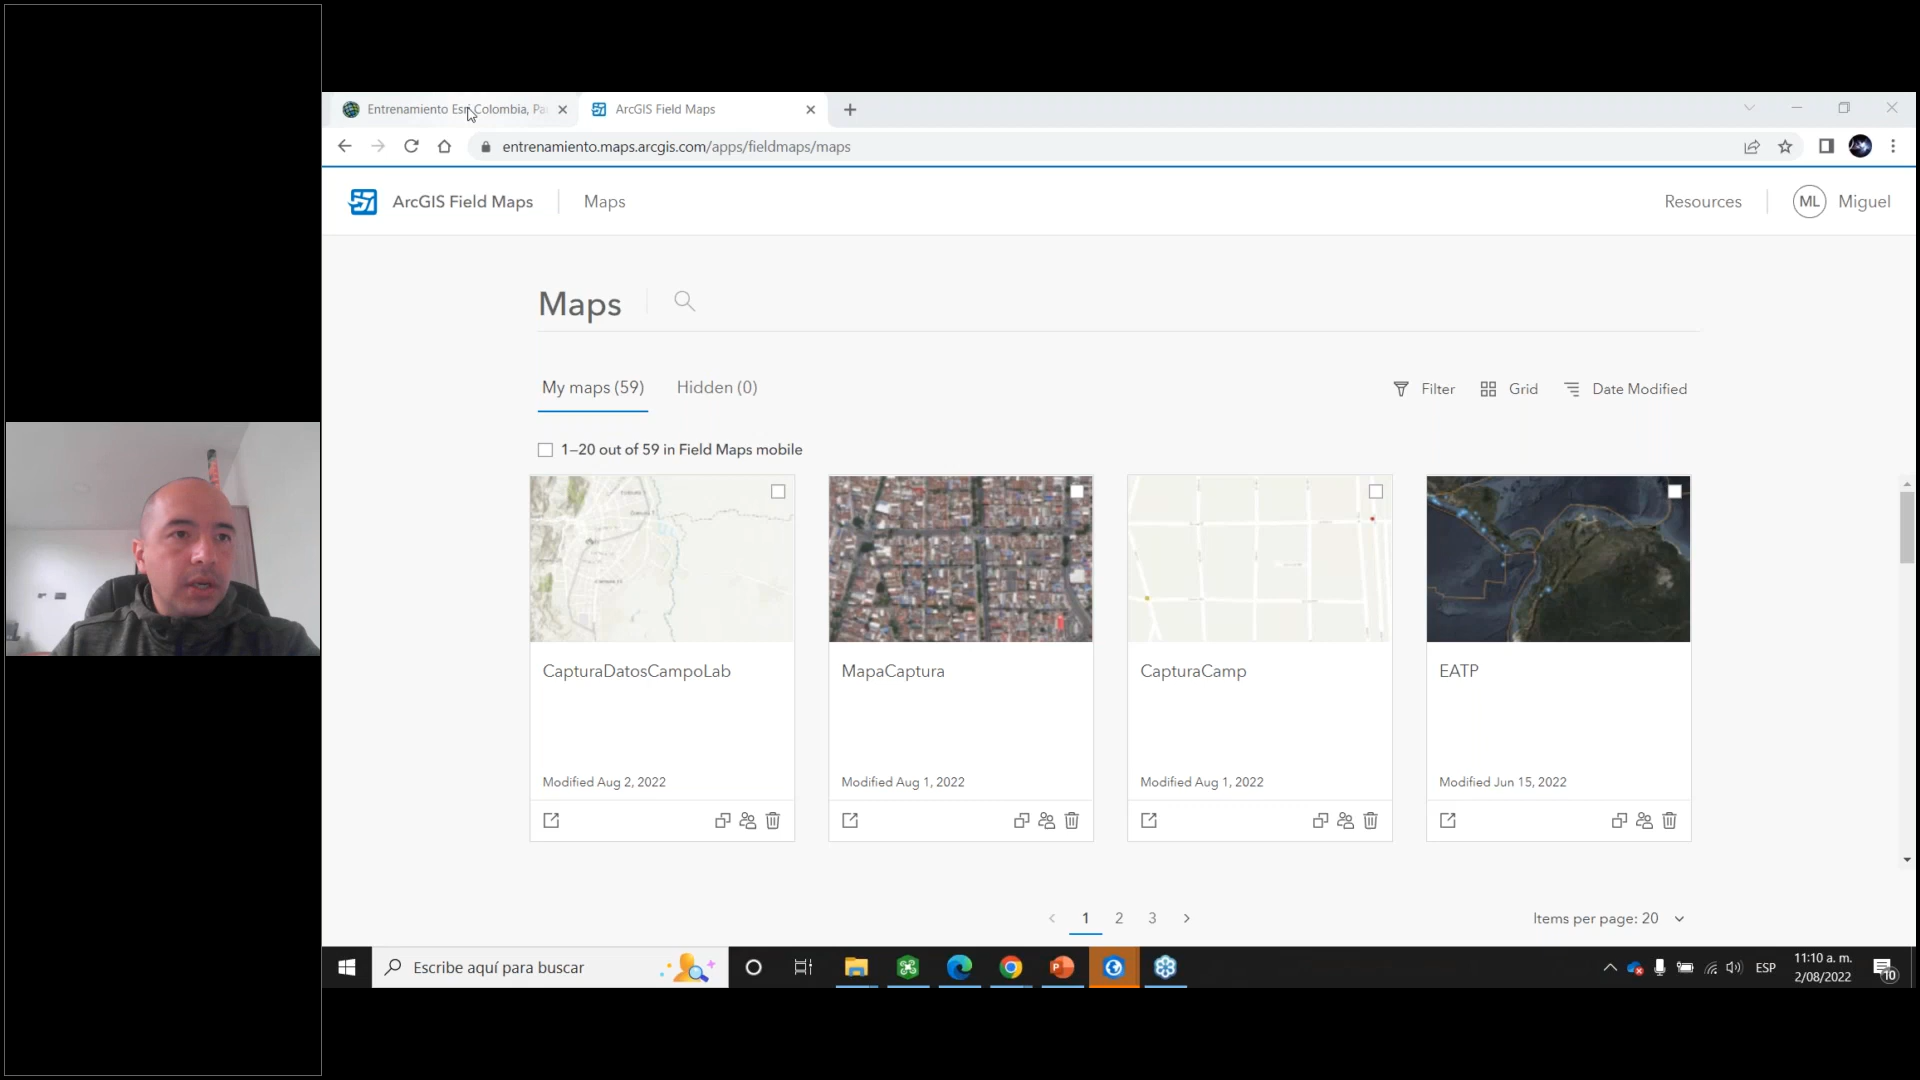 Entrenamiento Esri Colombia, Pa
ArcGIS Field Maps
entrenamiento.maps.arcgis.com/apps/fieldmaps/maps
ArcGIS Field Maps
Maps
Resources
ML
Miguel
Maps
My maps (59)
Hidden (0)
Filter
Grid
Date Modified
1–20 out of 59 in Field Maps mobile
CapturaDatosCampoLab
MapaCaptura
CapturaCamp
EATP
Modified Aug 2, 2022
Modified Aug 1, 2022
Modified Aug 1, 2022
Modified Jun 15, 2022
1
2
3
Items per page: 20
Escribe aquí para buscar
ESP
11:10 a. m.
2/08/2022
10